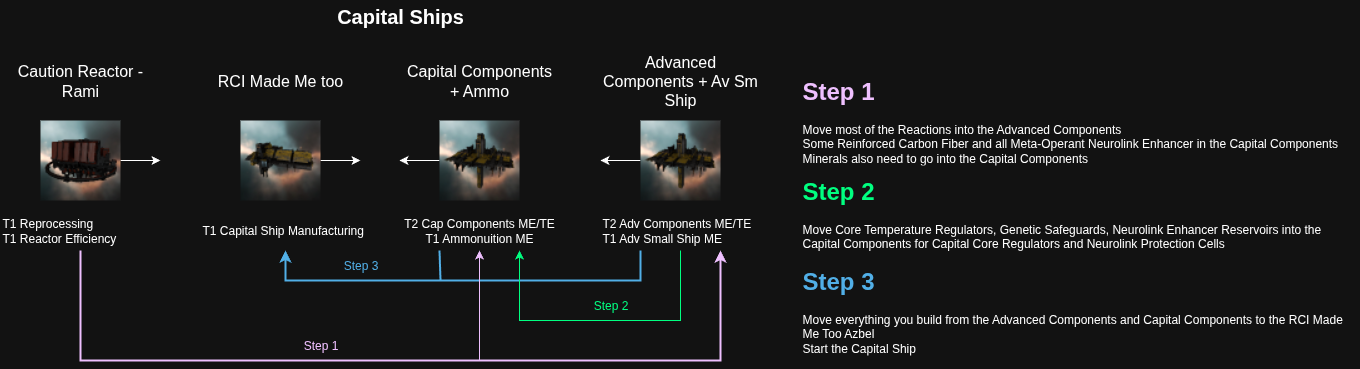 Capital Ships
Caution Reactor -
Rami
RCI Made Me too
Capital Components
+ Ammo
Advanced
Components + Av Sm
Ship
T1 Reprocessing
T1 Reactor Efficiency
T1 Capital Ship Manufacturing
T2 Cap Components ME/TE
T1 Ammonuition ME
T2 Adv Components ME/TE
T1 Adv Small Ship ME
Step 3
Step 2
Step 1
Step 1
Move most of the Reactions into the Advanced Components
Some Reinforced Carbon Fiber and all Meta-Operant Neurolink Enhancer in the Capital Components
Minerals also need to go into the Capital Components
Step 2
Move Core Temperature Regulators, Genetic Safeguards, Neurolink Enhancer Reservoirs into the
Capital Components for Capital Core Regulators and Neurolink Protection Cells
Step 3
Move everything you build from the Advanced Components and Capital Components to the RCI Made
Me Too Azbel
Start the Capital Ship